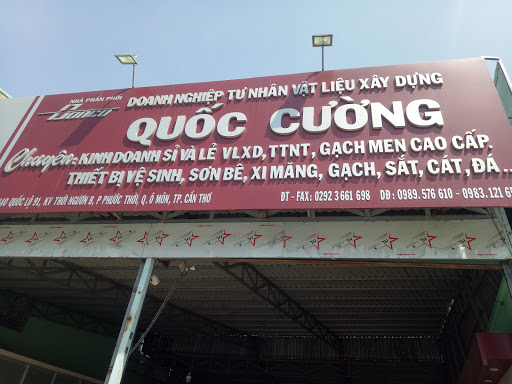 NHÀ PHÂN PHỐI
DOANH NGHIỆP TƯ NHÂN VẬT LIỆU XÂY DỰNG
QUỐC CƯỜNG
Chuyên: KINH DOANH SỈ VÀ LẺ VLXD, TTNT, GẠCH MEN CAO CẤP.
THIẾT BỊ VỆ SINH, SƠN BÊ, XI MĂNG, GẠCH, SẮT, CÁT, ĐÁ...
QUỐC LỘ 91, KV THỚI NGƯƠN B, P PHƯỚC THỚI, Q. Ô MÔN, TP. CẦN THƠ
ĐT - FAX: 0292 3 661 698 DĐ: 0989. 576 610 - 0983.121